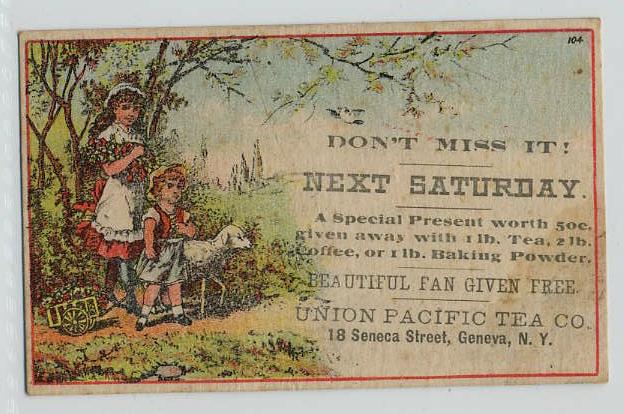 104
DON'T MISS IT!
NEXT SATURDAY.
A Special Present worth 50c.
given away with 1 lb. Tea, 2 lb.
Coffee, or 1 lb. Baking Powder.
BEAUTIFUL FAN GIVEN FREE.
UNION PACIFIC TEA CO.
18 Seneca Street, Geneva, N. Y.